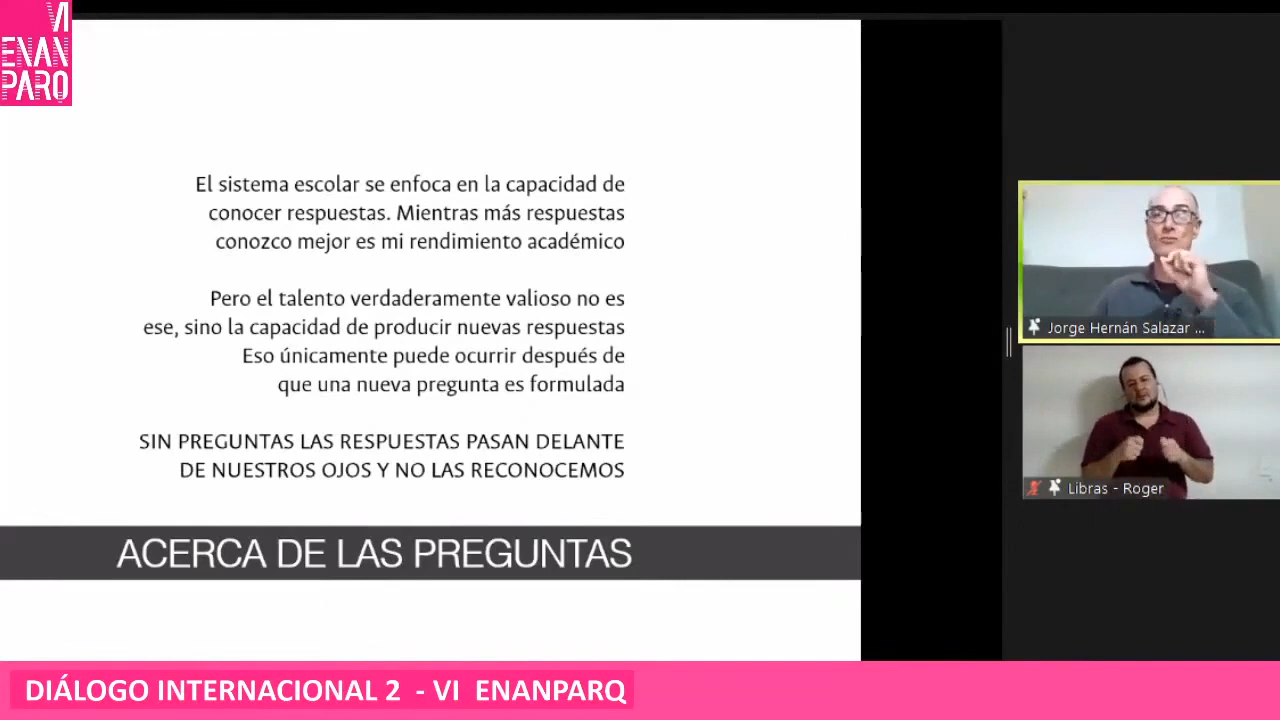 VI
ENAN
PARQ
El sistema escolar se enfoca en la capacidad de
conocer respuestas. Mientras más respuestas
conozco mejor es mi rendimiento académico
Pero el talento verdaderamente valioso no es
ese, sino la capacidad de producir nuevas respuestas
Eso únicamente puede ocurrir después de
que una nueva pregunta es formulada
SIN PREGUNTAS LAS RESPUESTAS PASAN DELANTE
DE NUESTROS OJOS Y NO LAS RECONOCEMOS
ACERCA DE LAS PREGUNTAS
Jorge Hernán Salazar ...
Libras - Roger
DIÁLOGO INTERNACIONAL 2 - VI ENANPARQ